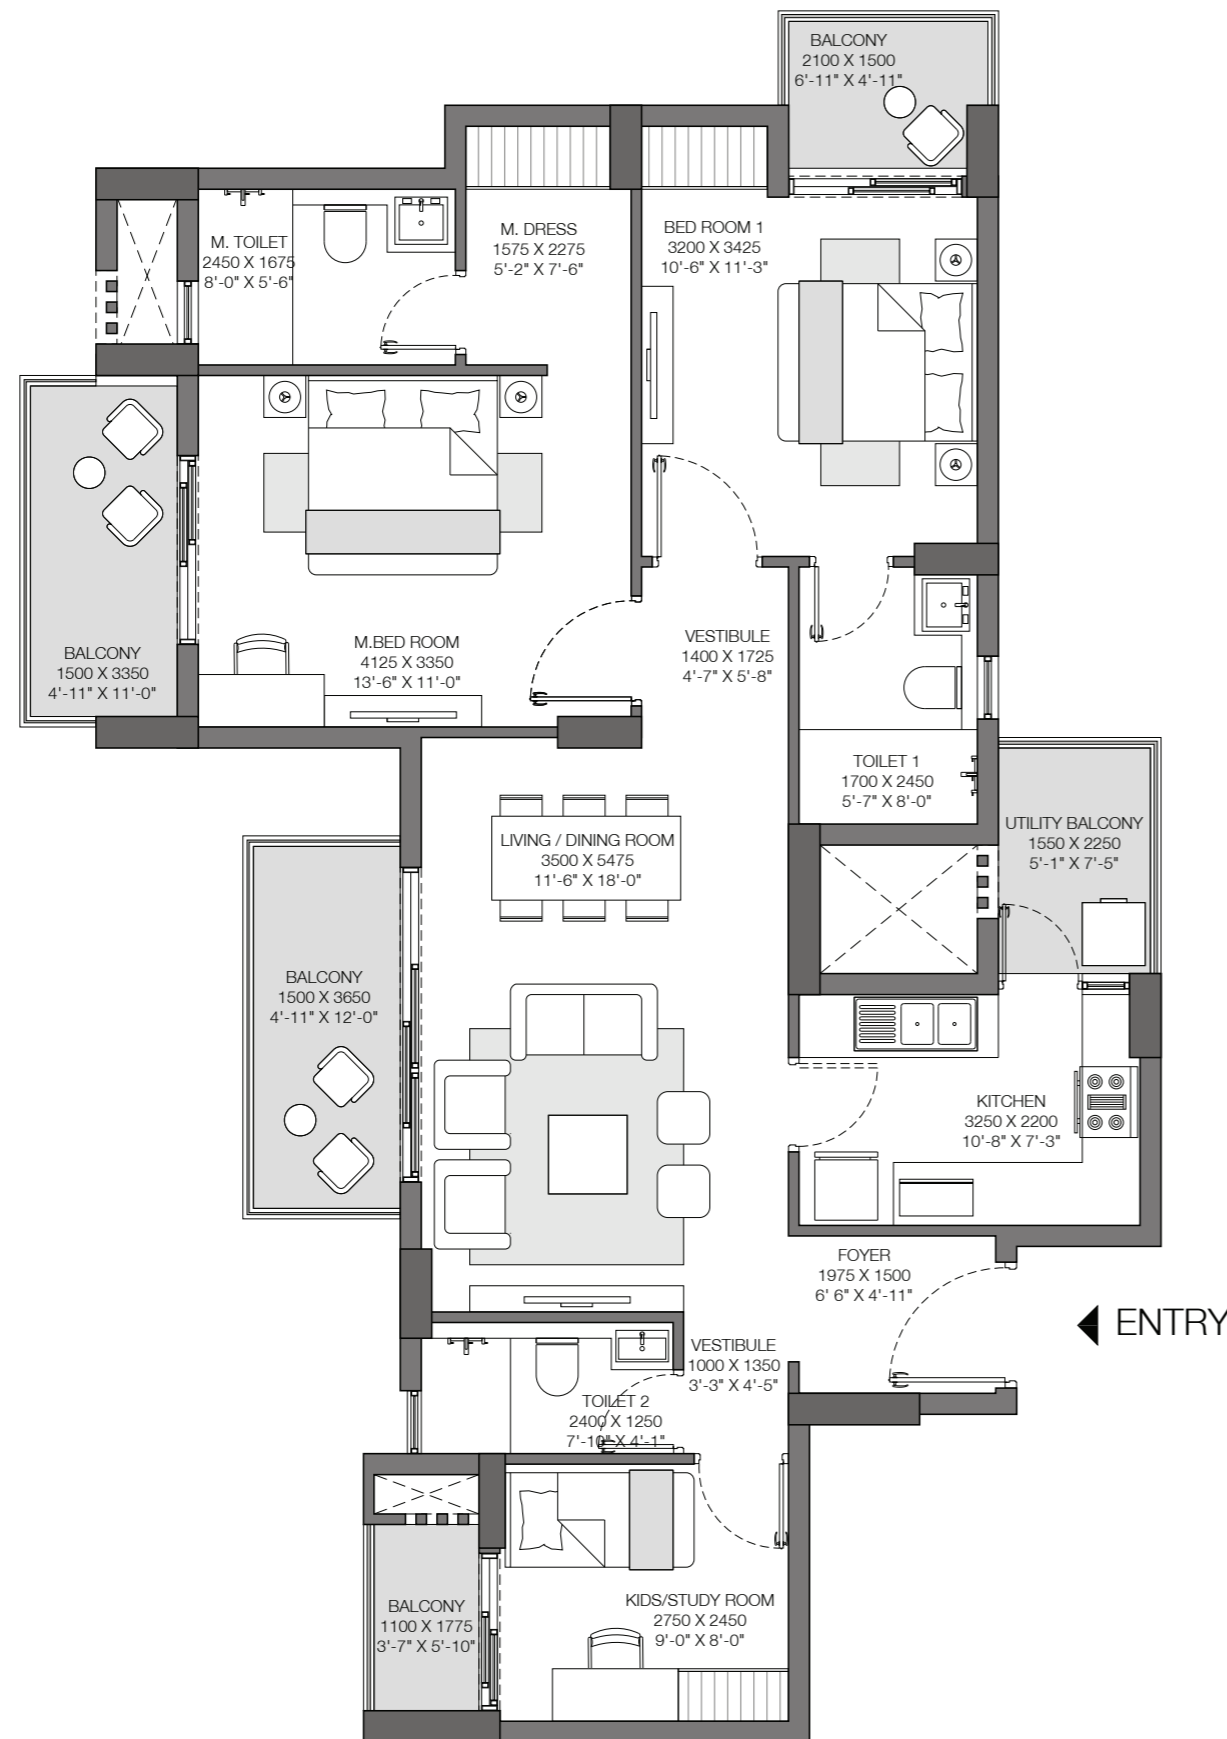 BALCONY
2100 X 1500
6'-11" X 4'-11"
M. TOILET
2450 X 1675
8'-0" X 5'-6"
M. DRESS
1575 X 2275
5'-2" X 7'-6"
BED ROOM 1
3200 X 3425
10'-6" X 11'-3"
BALCONY
1500 X 3350
4'-11" X 11'-0"
M.BED ROOM
4125 X 3350
13'-6" X 11'-0"
VESTIBULE
1400 X 1725
4'-7" X 5'-8"
TOILET 1
1700 X 2450
5'-7" X 8'-0"
LIVING / DINING ROOM
3500 X 5475
11'-6" X 18'-0"
UTILITY BALCONY
1550 X 2250
5'-1" X 7'-5"
BALCONY
1500 X 3650
4'-11" X 12'-0"
KITCHEN
3250 X 2200
10'-8" X 7'-3"
FOYER
1975 X 1500
6' 6" X 4'-11"
ENTRY
VESTIBULE
1000 X 1350
3'-3" X 4'-5"
TOILET 2
2400 X 1250
7'-10" X 4'-1"
BALCONY
1100 X 1775
3'-7" X 5'-10"
KIDS/STUDY ROOM
2750 X 2450
9'-0" X 8'-0"